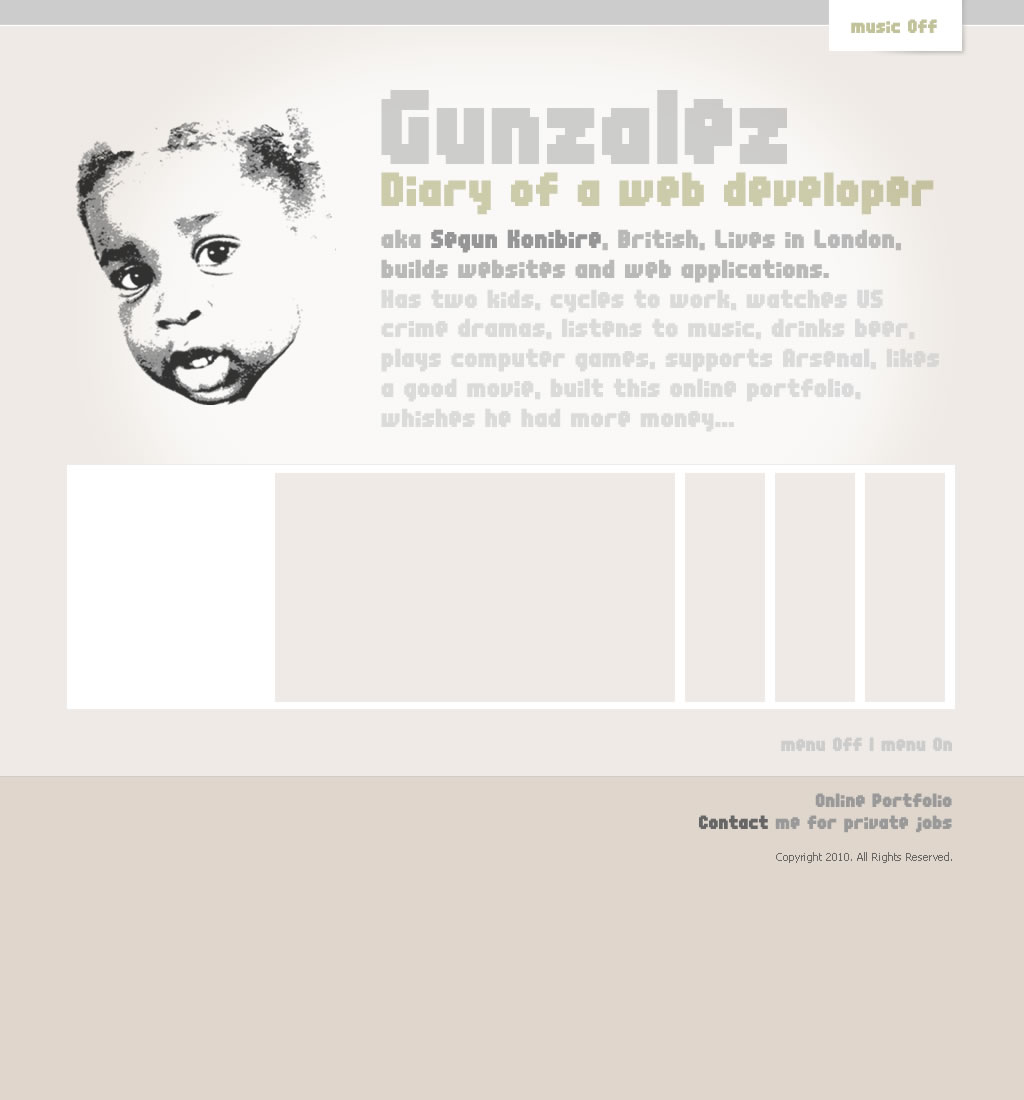 music Off
Gunzalez
Diary of a web developer
aka Segun Konibire, British, Lives in London,
builds websites and web applications.
Has two kids, cycles to work, watches US
crime dramas, listens to music, drinks beer,
plays computer games, supports Arsenal, likes
a good movie, built this online portfolio,
whishes he had more money...
menu Off | menu On
Online Portfolio
Contact me for private jobs
Copyright 2010. All Rights Reserved.